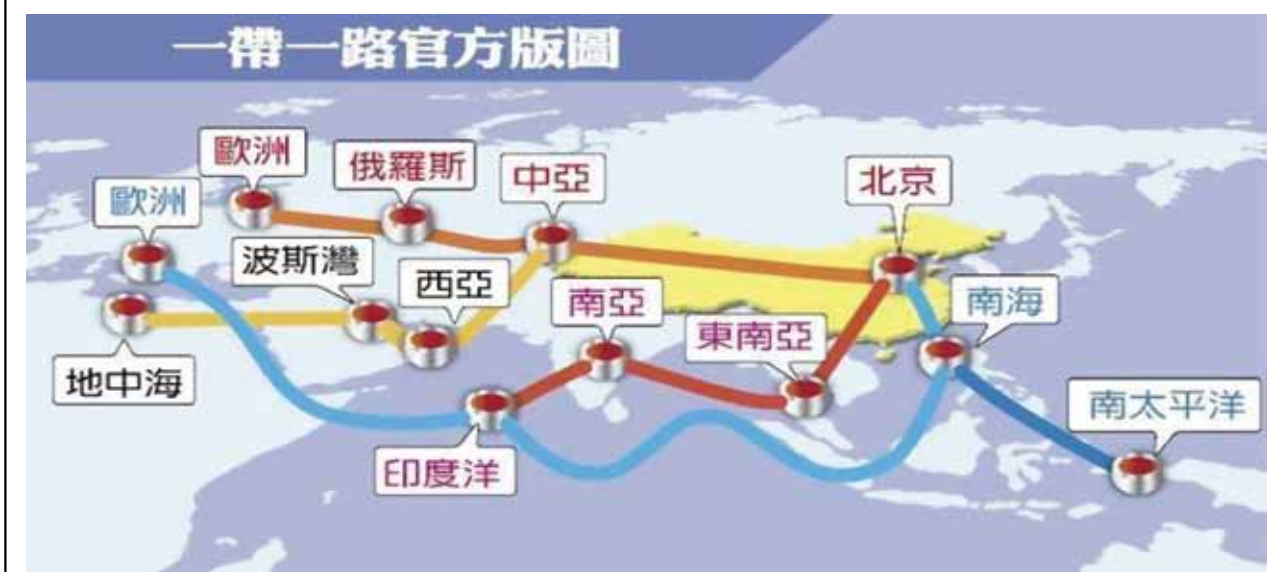 一帶一路官方版圖
歐洲
俄羅斯
中亞
北京
歐洲
波斯灣
西亞
南亞
東南亞
南海
地中海
印度洋
南太平洋